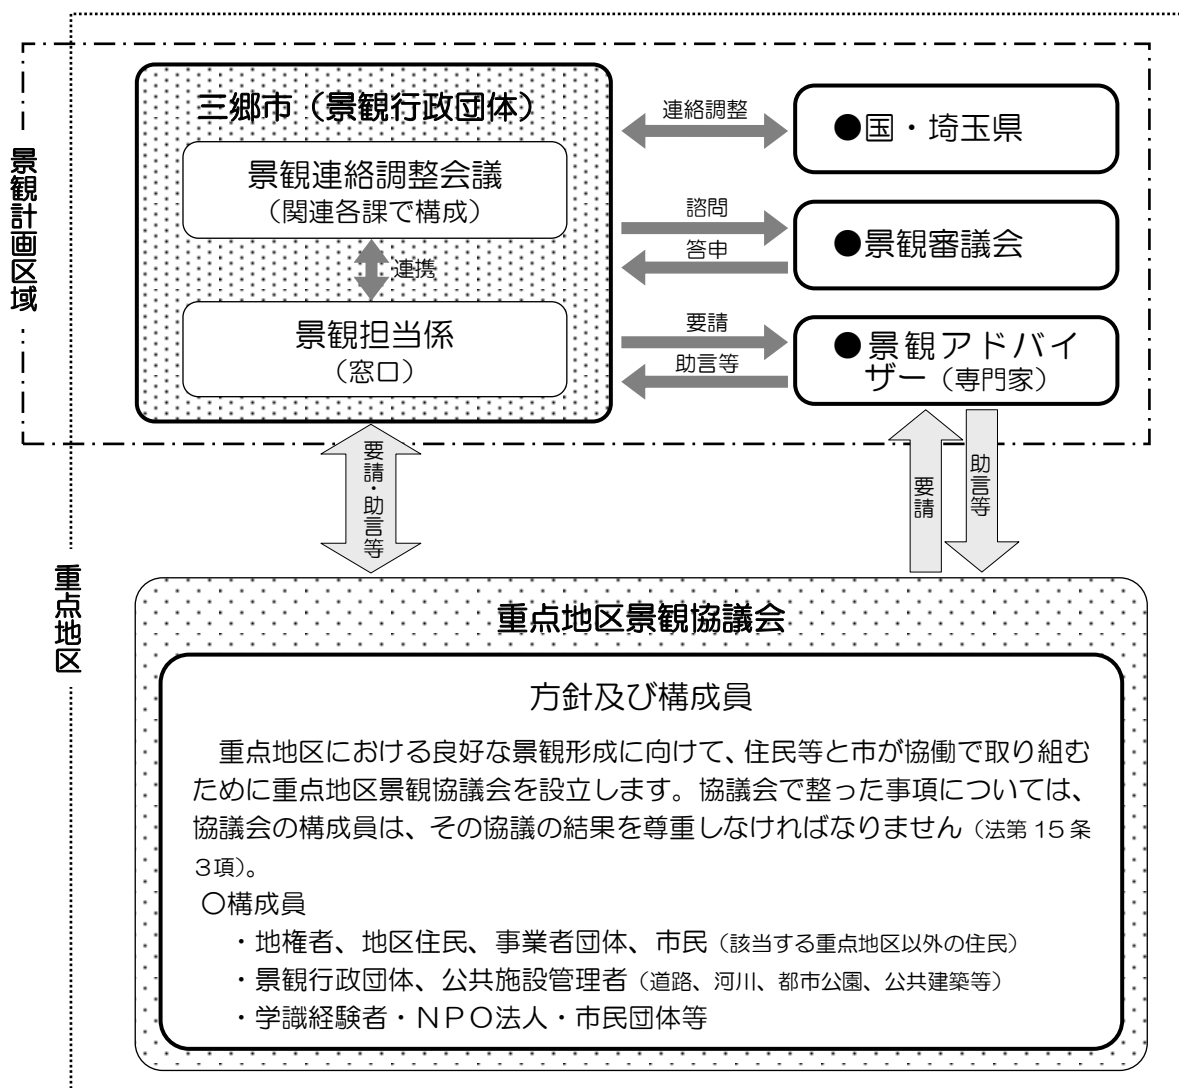 景観計画区域
重点地区
三郷市（景観行政団体）
景観連絡調整会議
（関連各課で構成）
連携
景観担当係
（窓口）
連絡調整
●国・埼玉県
諮問
答申
●景観審議会
要請
助言等
●景観アドバイ
ザー（専門家）
要請・助言等
要請
助言等
重点地区景観協議会
方針及び構成員
重点地区における良好な景観形成に向けて、住民等と市が協働で取り組む
ために重点地区景観協議会を設立します。協議会で整った事項については、
協議会の構成員は、その協議の結果を尊重しなければなりません（法第 15 条
3項）。
〇構成員
・地権者、地区住民、事業者団体、市民（該当する重点地区以外の住民）
・景観行政団体、公共施設管理者（道路、河川、都市公園、公共建築等）
・学識経験者・ＮＰＯ法人・市民団体等